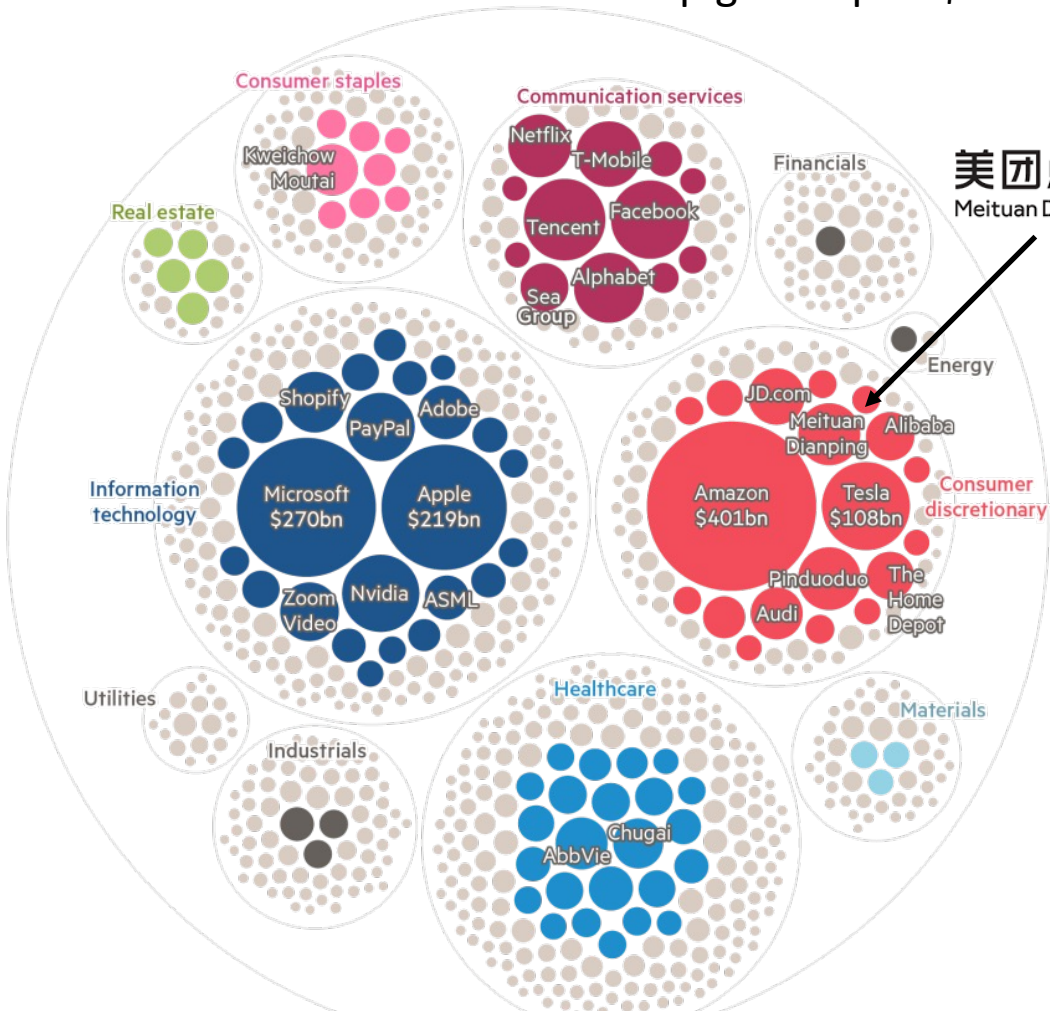 Consumer staples
Communication services
Netflix
T-Mobile
Kweichow
Moutai
Financials
美团
Meituan D
Real estate
Tencent
Facebook
Alphabet
Sea
Group
Energy
Shopify
PayPal
Adobe
JD.com
Meituan
Dianping
Alibaba
Information
technology
Microsoft
$270bn
Apple
$219bn
Amazon
$401bn
Tesla
$108bn
Consumer
discretionary
Zoom
Video
Nvidia
ASML
Pinduoduo
The
Home
Depot
Audi
Utilities
Healthcare
Materials
Industrials
Chugai
AbbVie